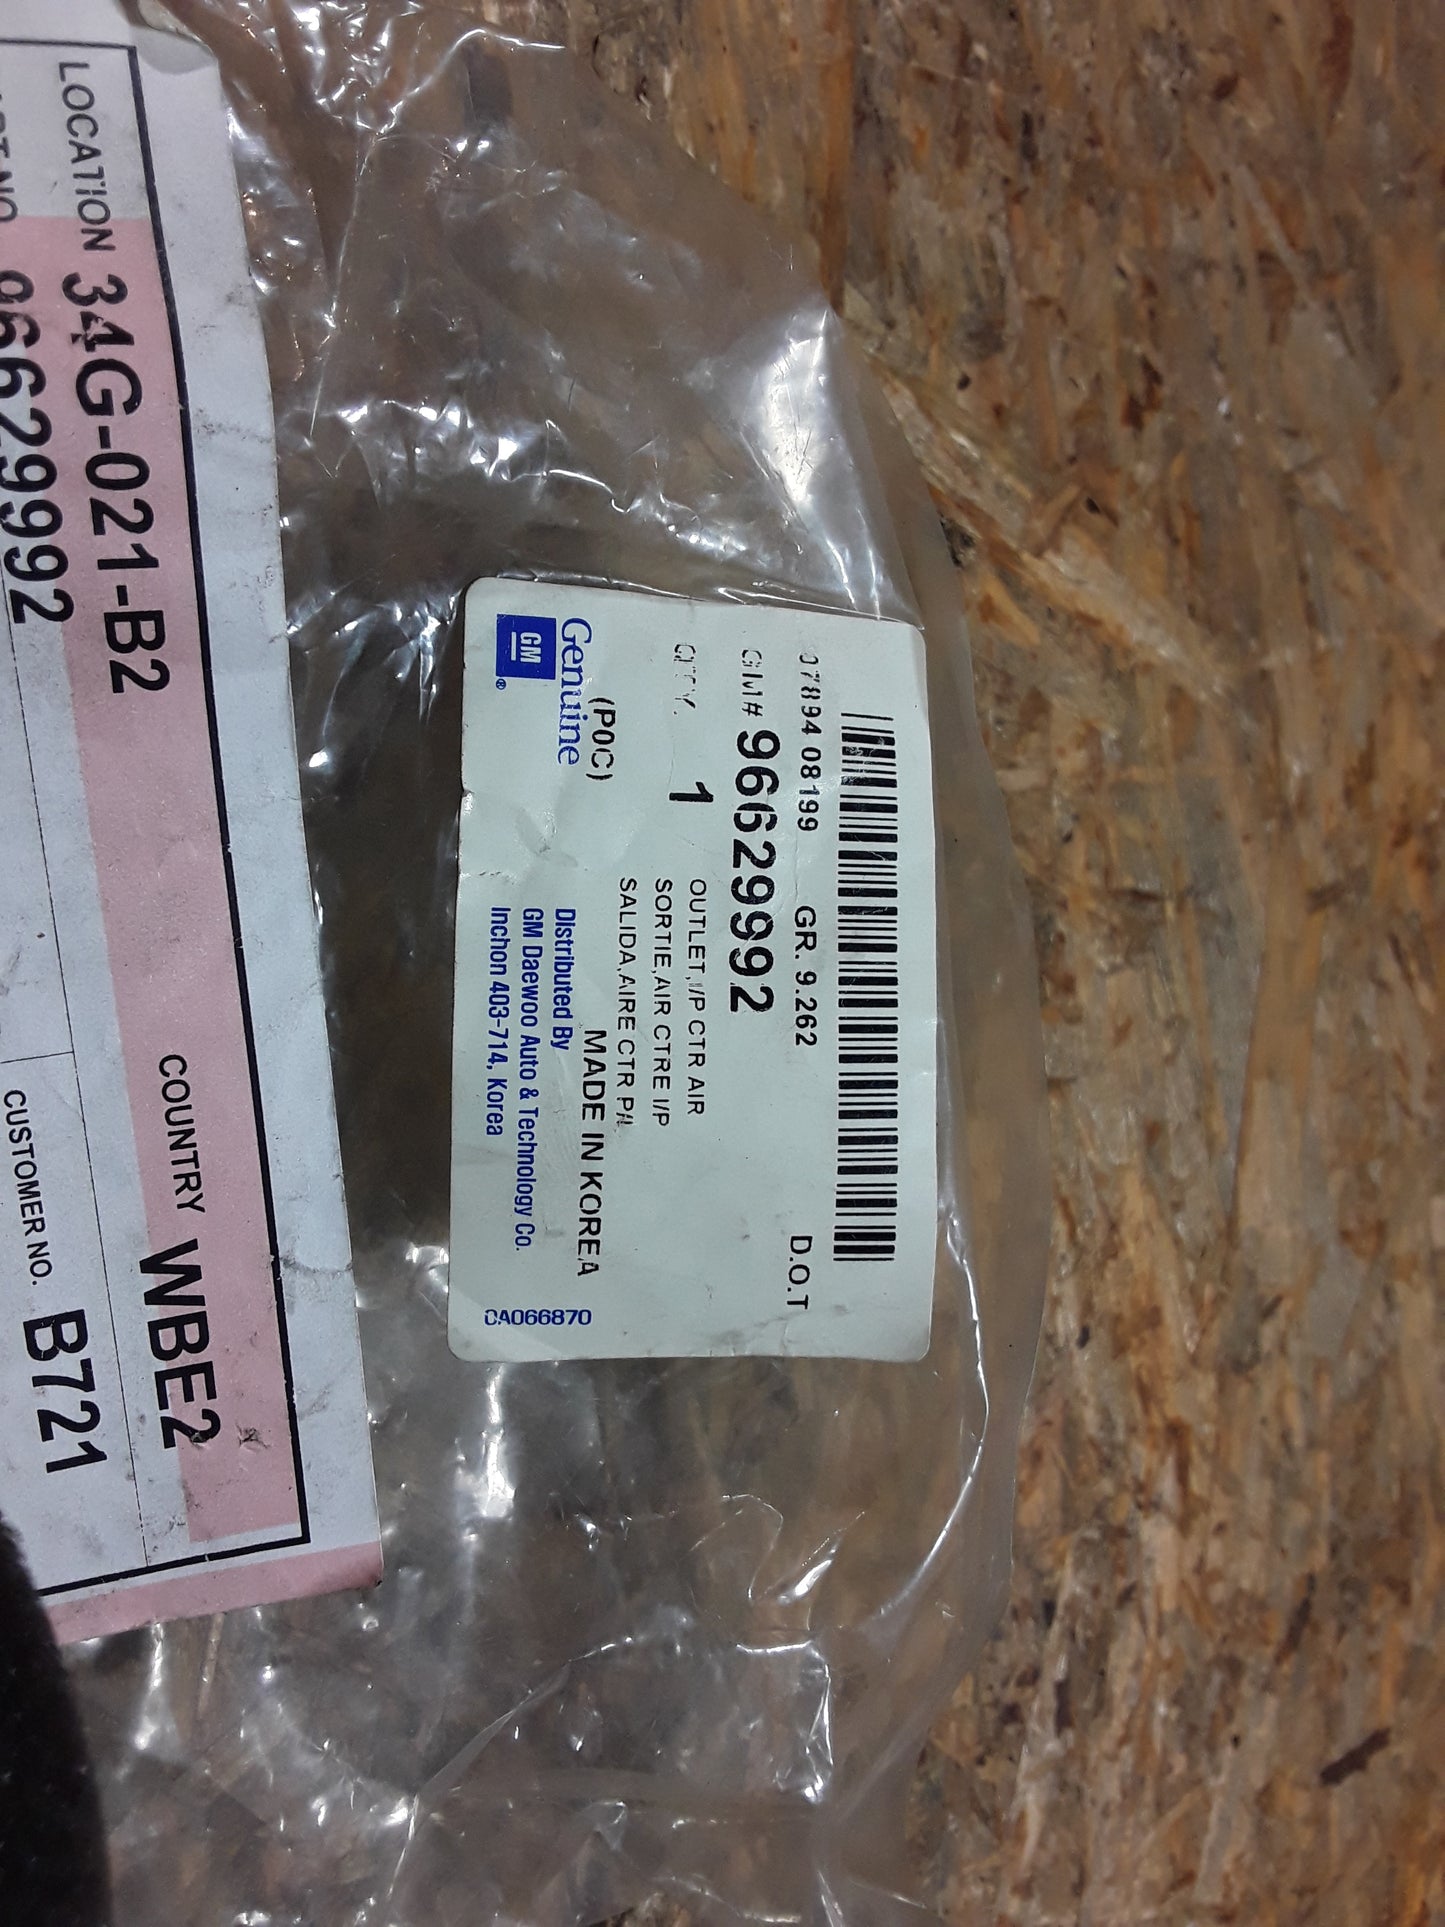 LOCATION 34G-021-B2
COUNTRY WBE2
96629992
CUSTOMER NO. B721
07894 08199 GR. 9.262 D.O.T
GM# 96629992
QTY. 1 OUTLET,I/P CTR AIR
SORTIE,AIR CTRE I/P
SALIDA,AIRE CTR P/I
(P0C) MADE IN KOREA
Genuine
GM®
Distributed By
GM Daewoo Auto & Technology Co.
Inchon 403-714, Korea
CA066870